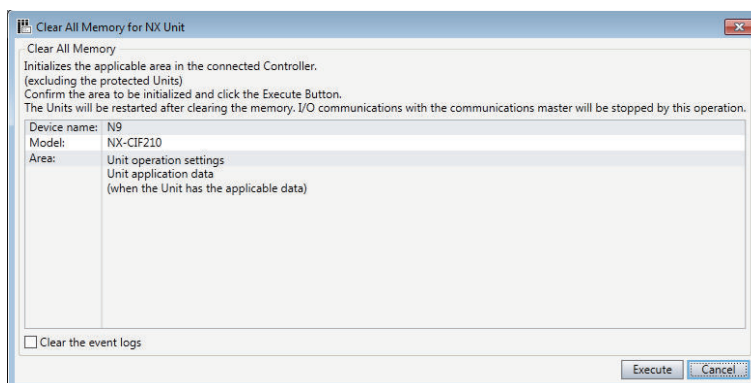 Clear All Memory for NX Unit
Clear All Memory
Initializes the applicable area in the connected Controller.
(excluding the protected Units)
Confirm the area to be initialized and click the Execute Button.
The Units will be restarted after clearing the memory. I/O communications with the communications master will be stopped by this operation.
Device name: N9
Model: NX-CIF210
Area: Unit operation settings
Unit application data
(when the Unit has the applicable data)
Clear the event logs
Execute Cancel